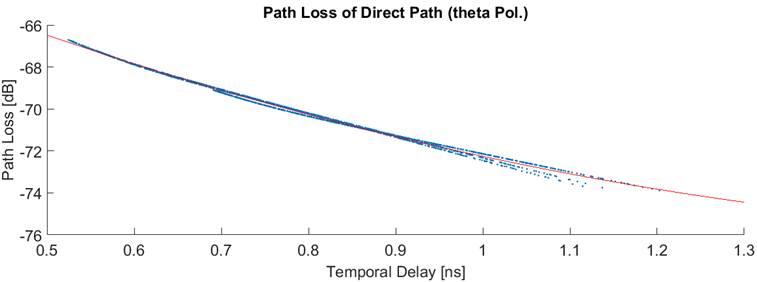 Path Loss of Direct Path (theta Pol.)
Path Loss [dB]
-66
-68
-70
-72
-74
-76
0.5 0.6 0.7 0.8 0.9 1 1.1 1.2 1.3
Temporal Delay [ns]